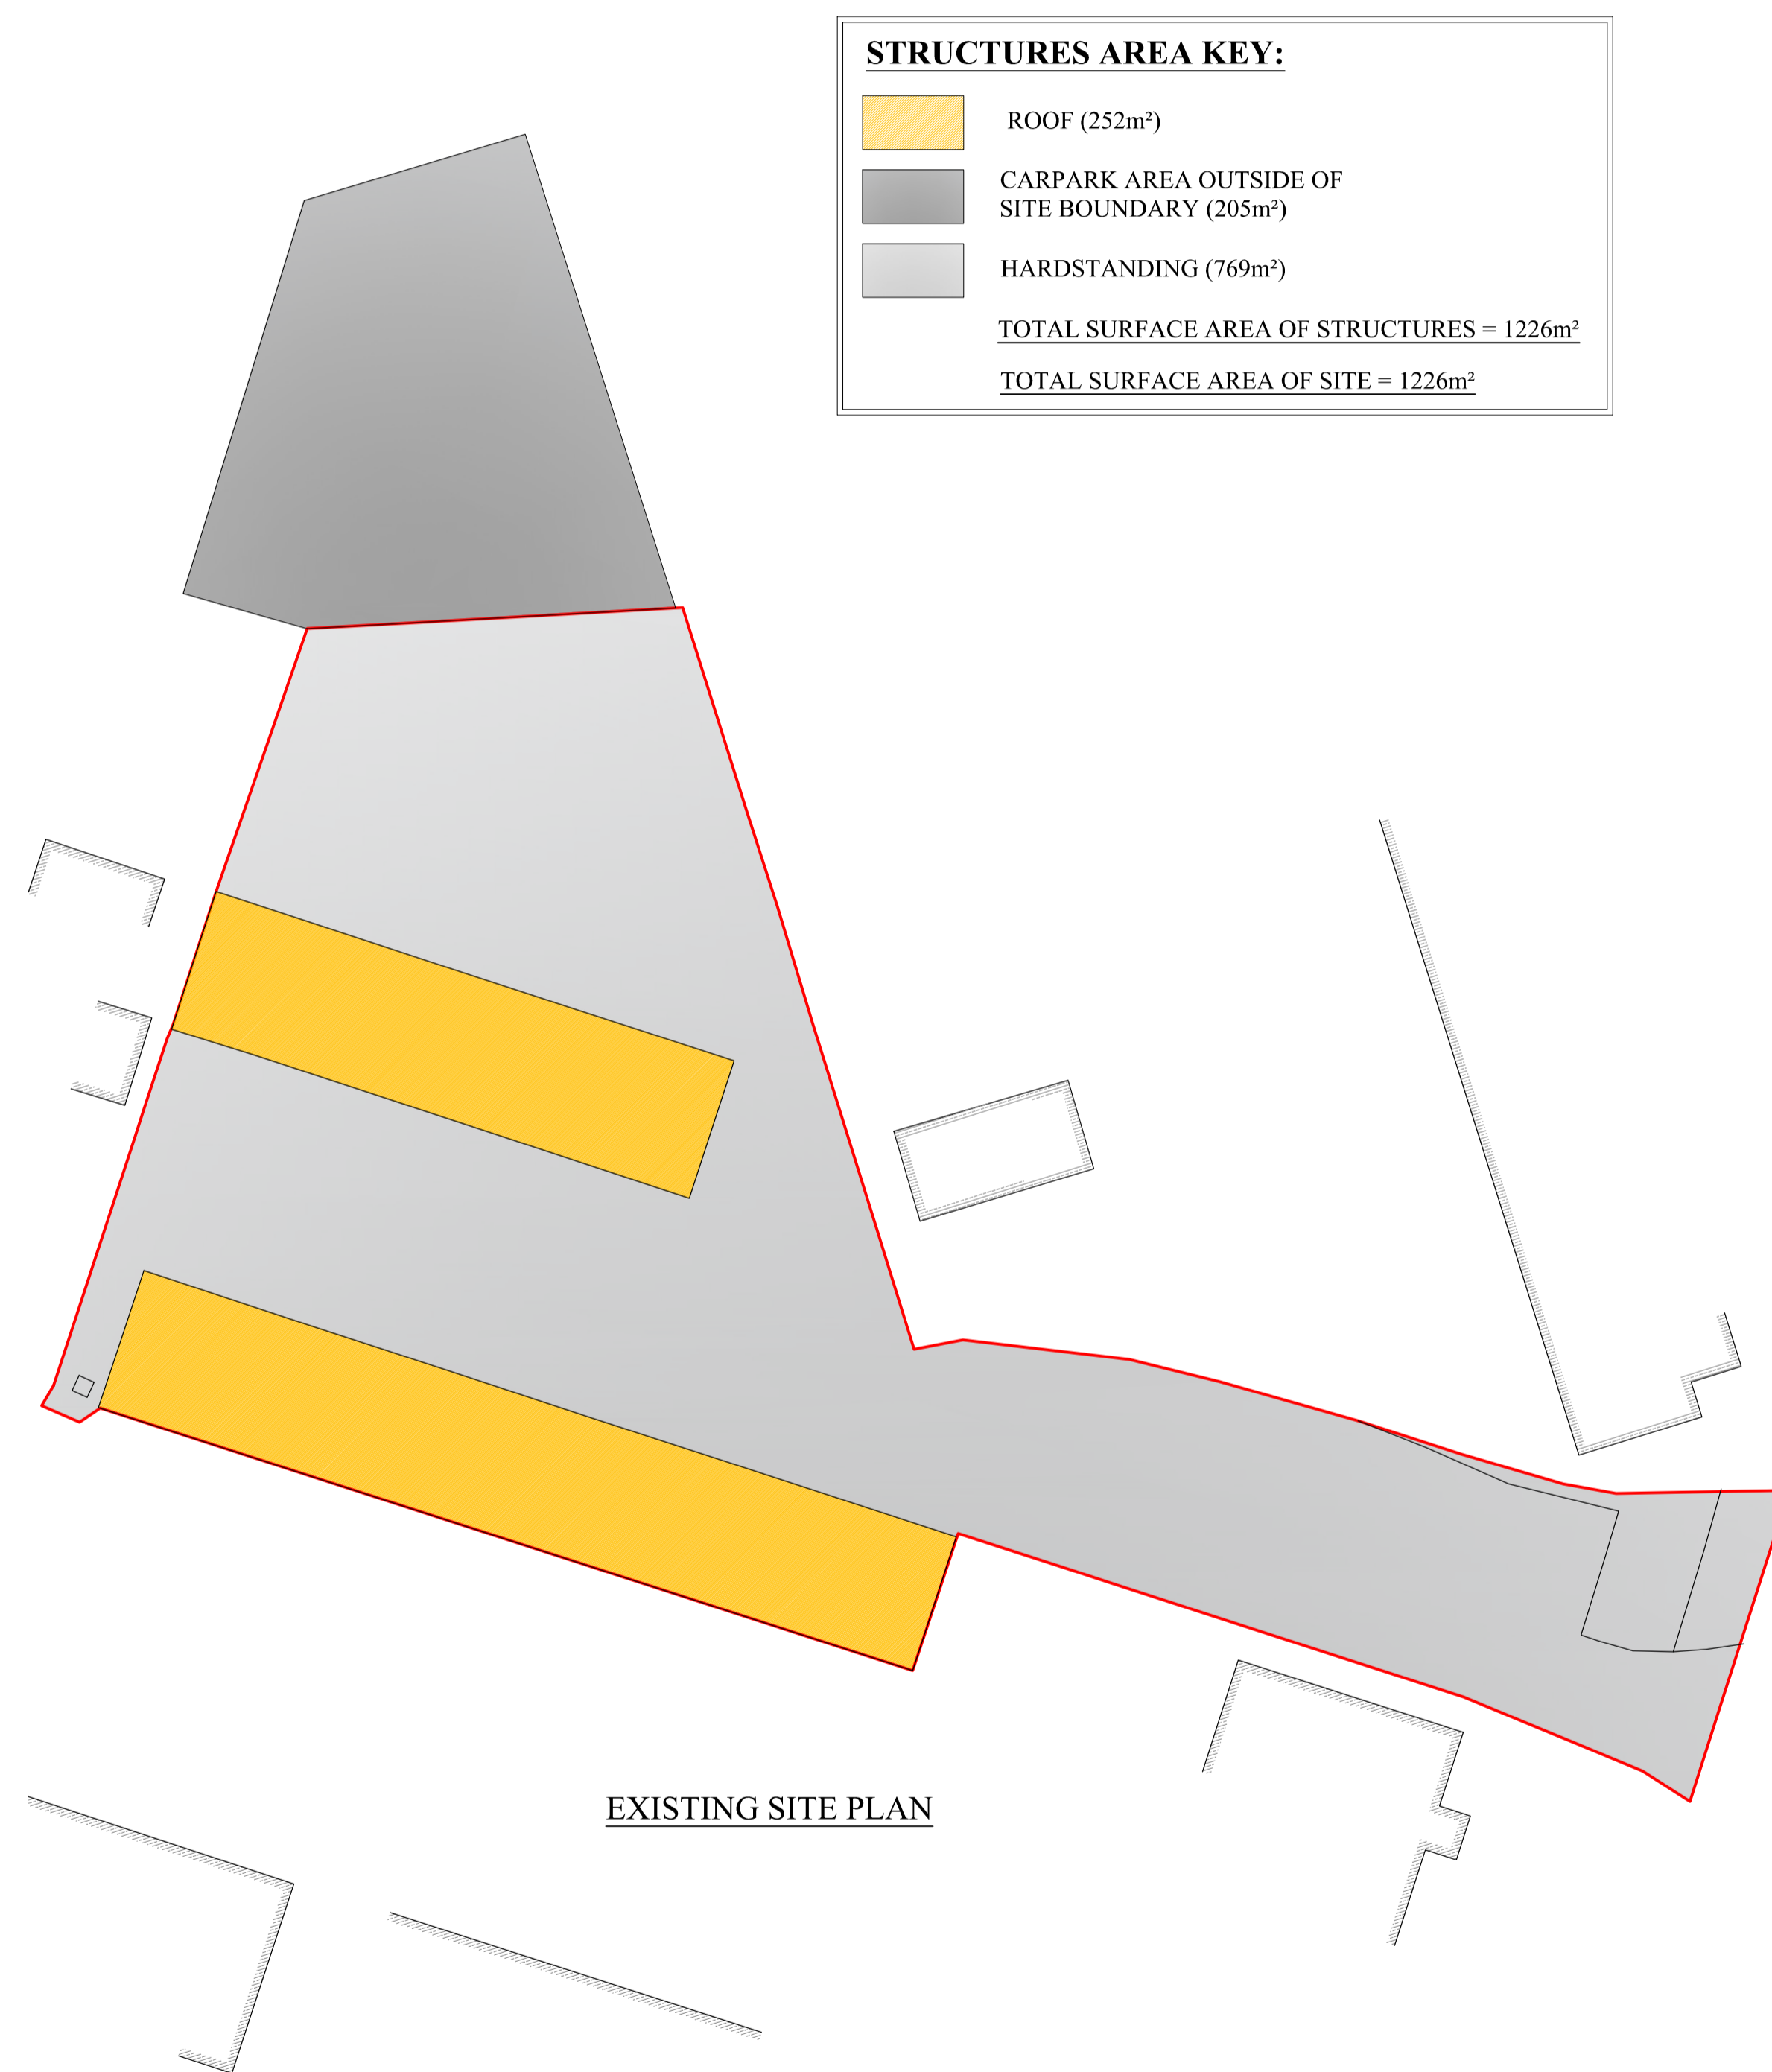 STRUCTURES AREA KEY:
ROOF (252m²)
CARPARK AREA OUTSIDE OF
SITE BOUNDARY (205m²)
HARDSTANDING (769m²)
TOTAL SURFACE AREA OF STRUCTURES = 1226m²
TOTAL SURFACE AREA OF SITE = 1226m²
EXISTING SITE PLAN